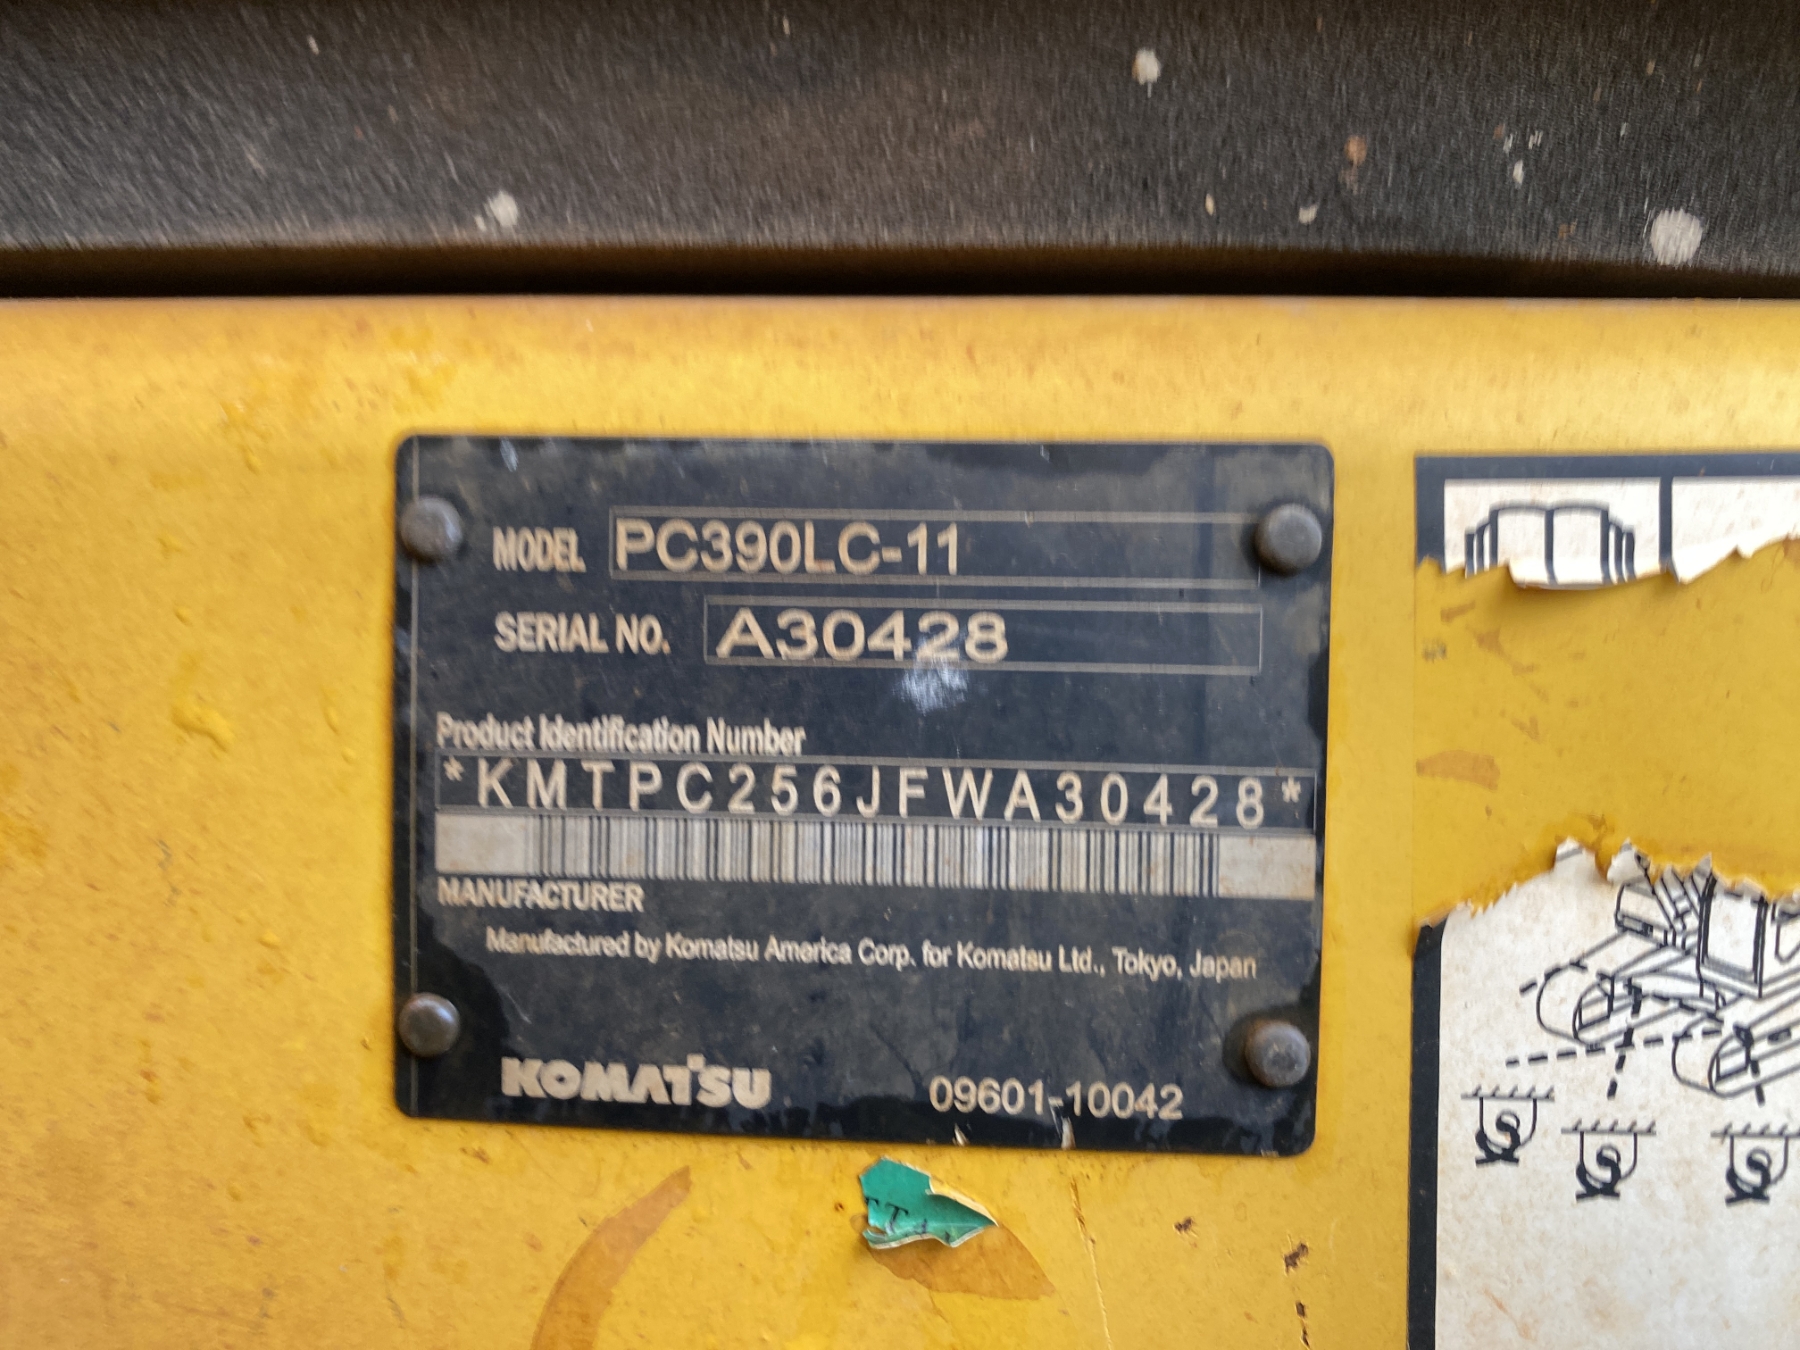 MODEL PC390LC-11
SERIAL NO. A30428
Product Identification Number
*KMTPC256JFWA30428*
MANUFACTURER
Manufactured by Komatsu America Corp. for Komatsu Ltd., Tokyo, Japan
KOMATSU 09601-10042